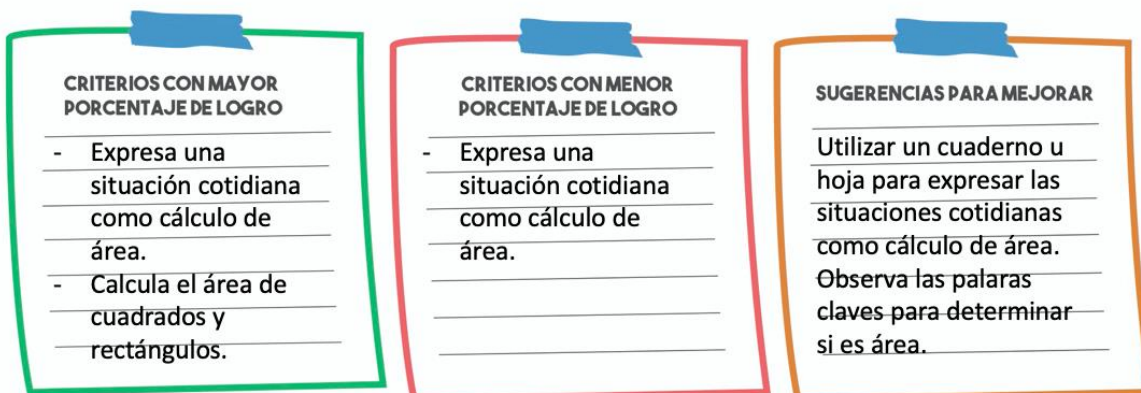 CRITERIOS CON MAYOR
PORCENTAJE DE LOGRO
- Expresa una
situación cotidiana
como cálculo de
área.
- Calcula el área de
cuadrados y
rectángulos.
CRITERIOS CON MENOR
PORCENTAJE DE LOGRO
- Expresa una
situación cotidiana
como cálculo de
área.
SUGERENCIAS PARA MEJORAR
Utilizar un cuaderno u
hoja para expresar las
situaciones cotidianas
como cálculo de área.
Observa las palaras
claves para determinar
si es área.